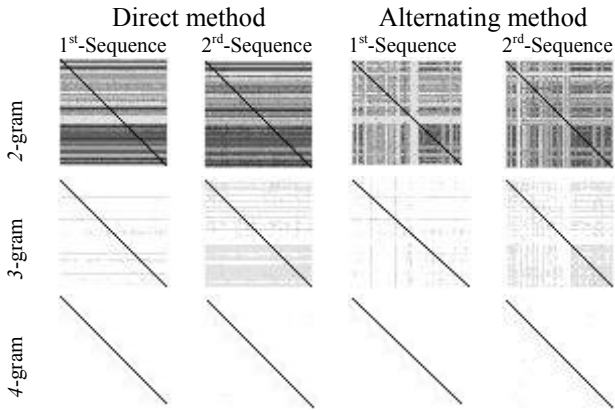 Direct method Alternating method
1st-Sequence 2rd-Sequence 1st-Sequence 2rd-Sequence
2-gram
3-gram
4-gram